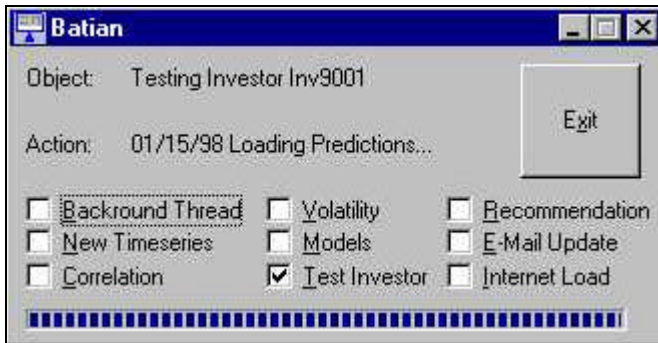 Batian
Object: Testing Investor Inv9001
Exit
Action: 01/15/98 Loading Predictions...
Backround Thread Volatility Recommendation
New Timeseries Models E-Mail Update
Correlation Test Investor Internet Load